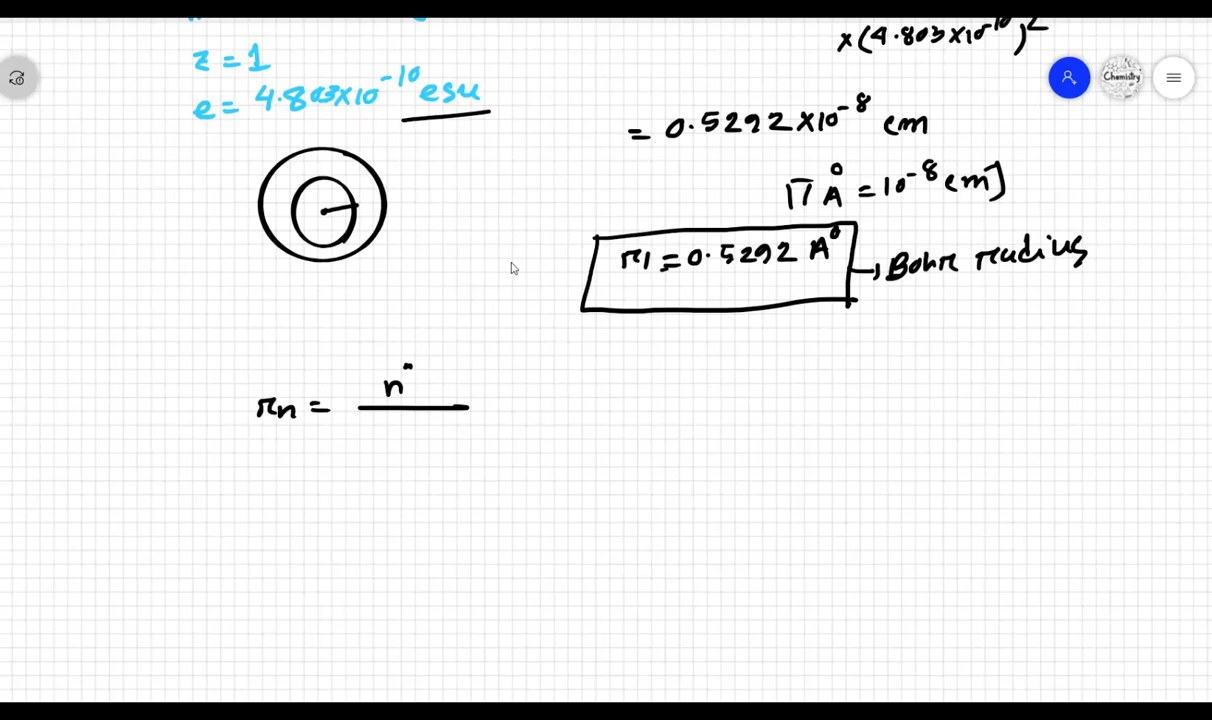 z = 1
e = 4.803×10⁻¹⁰ esu
×(4.803×10⁻¹⁰)²
= 0.5292×10⁻⁸ cm
[1 Å = 10⁻⁸ cm]
r1 = 0.5292 A° → Bohr radius
rn = n
Chemistry